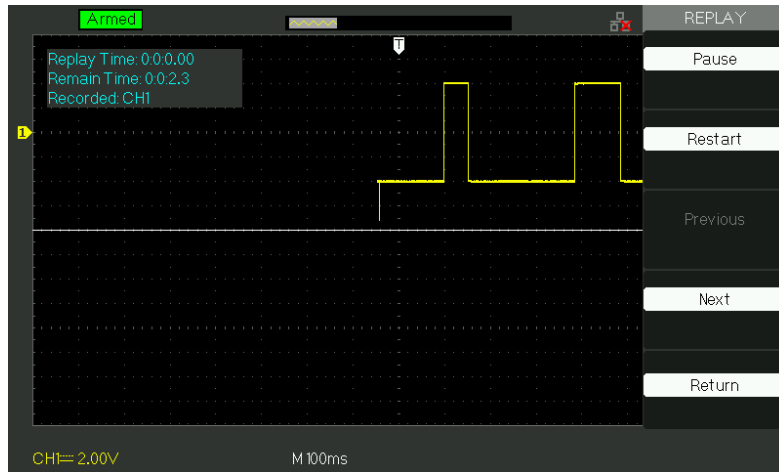 Armed
T
REPLAY
Replay Time: 0:0:0.00
Remain Time: 0:0:2.3
Recorded: CH1
1
Pause
Restart
Previous
Next
Return
CH1 2.00V
M 100ms